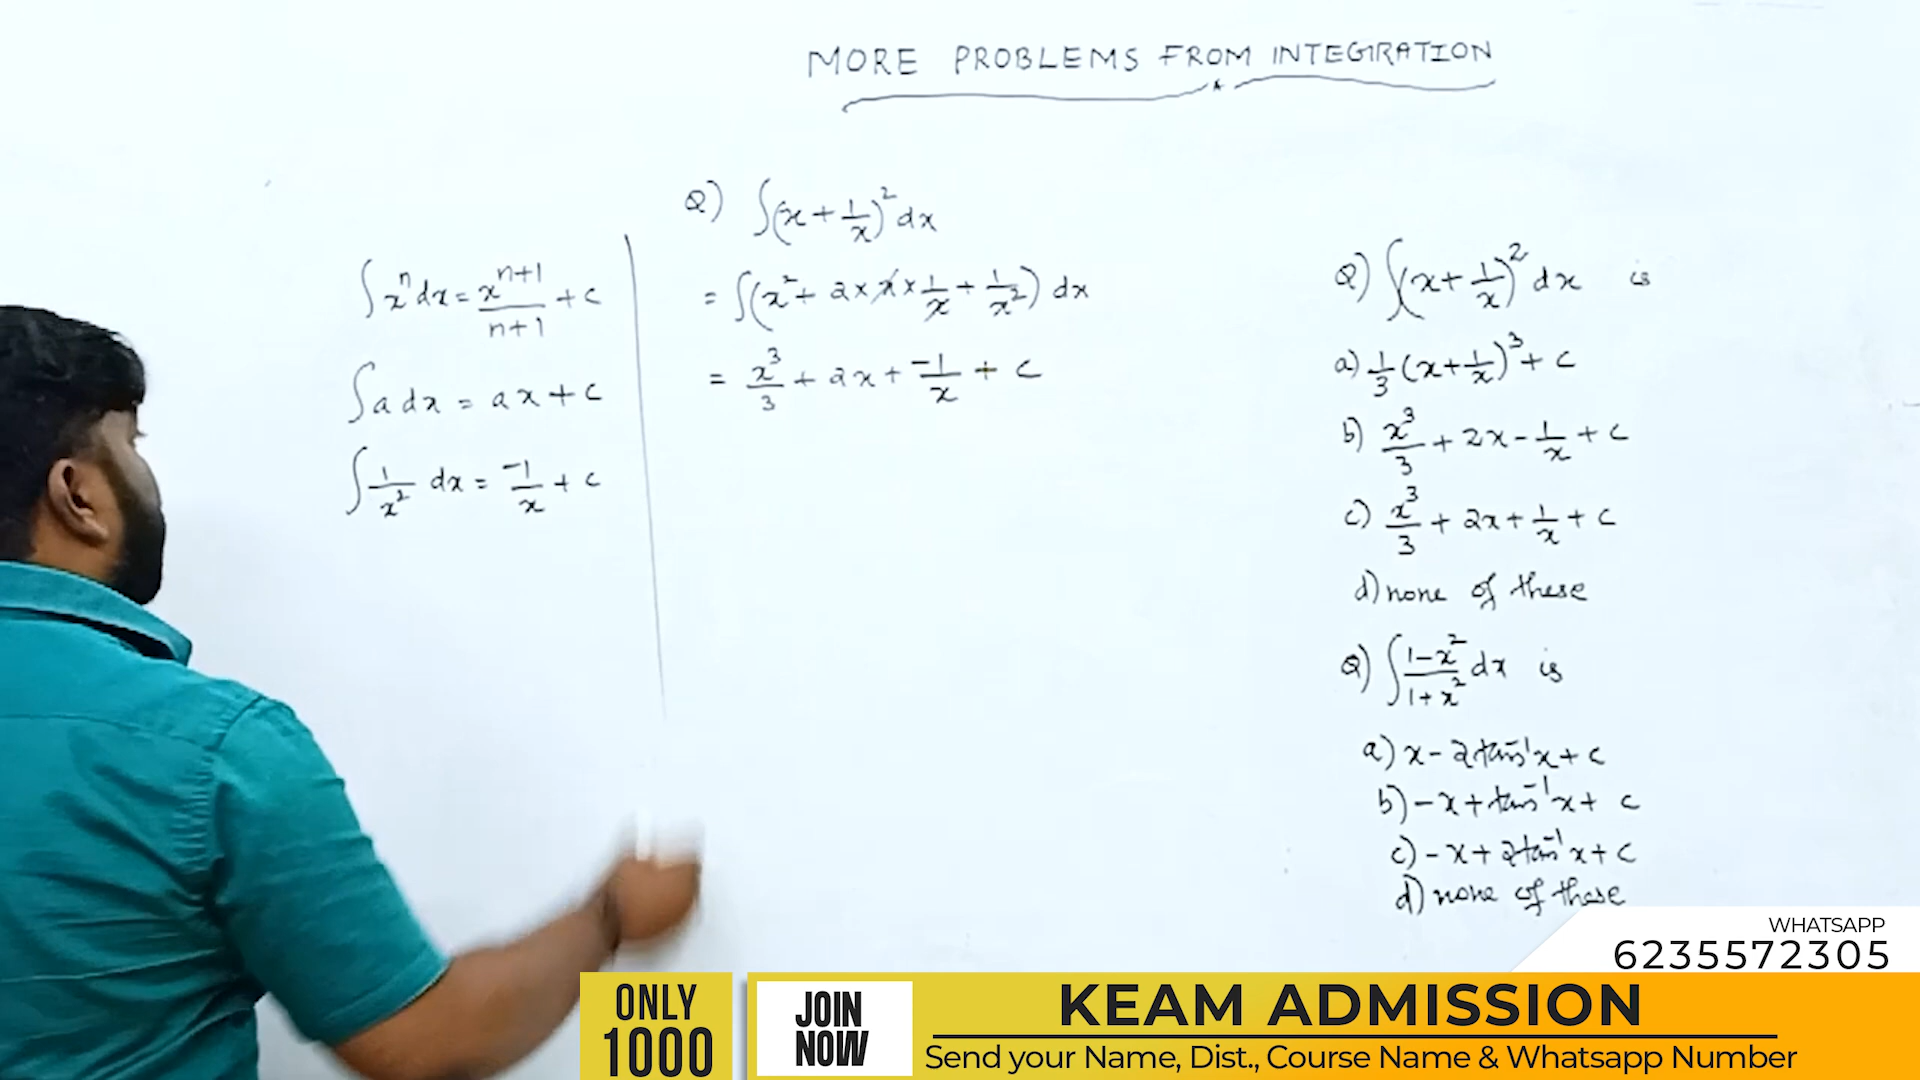 MORE PROBLEMS FROM INTEGRATION
∫xⁿdx = xⁿ⁺¹/n+1 + c
∫a dx = ax + c
∫1/x² dx = -1/x + c
Q) ∫(x + 1/x)² dx
= ∫(x² + 2 × x × 1/x + 1/x²) dx
= x³/3 + 2x + -1/x + c
Q) ∫(x + 1/x)² dx is
a) 1/3 (x + 1/x)³ + c
b) x³/3 + 2x - 1/x + c
c) x³/3 + 2x + 1/x + c
d) none of these
Q) ∫1-x²/1+x² dx is
a) x - 2tan⁻¹x + c
b) -x + tan⁻¹x + c
c) -x + 2tan⁻¹x + c
d) none of these
WHATSAPP
6235572305
ONLY
1000
JOIN
NOW
KEAM ADMISSION
Send your Name, Dist., Course Name & Whatsapp Number